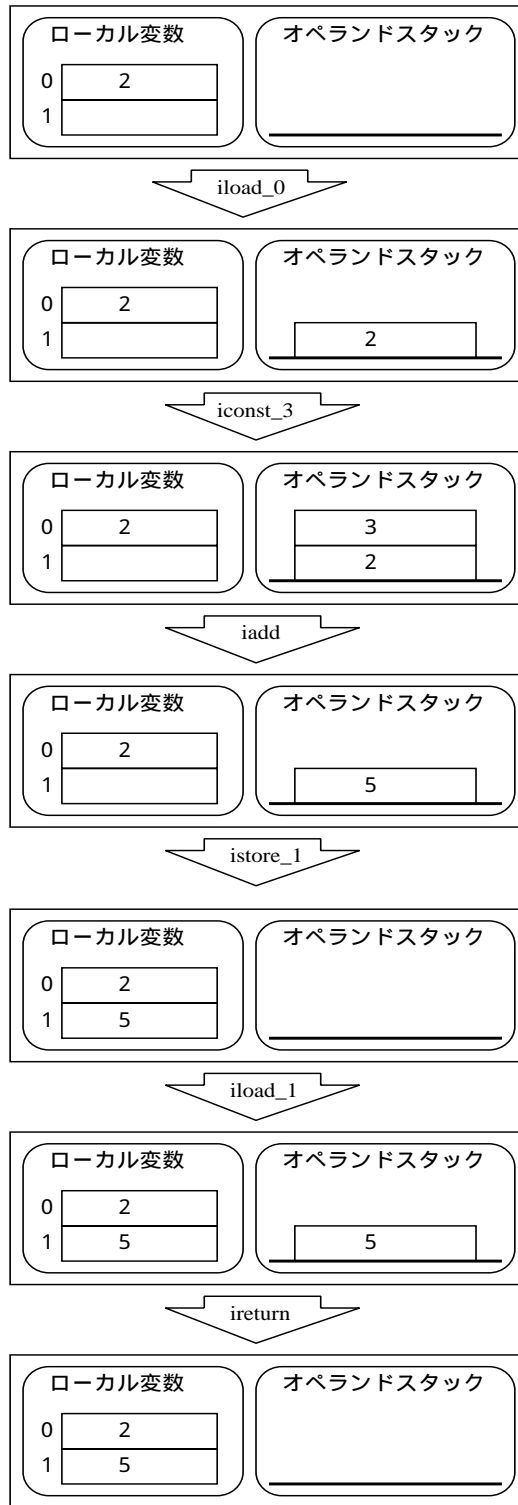 ローカル変数 オペランドスタック
0 2
1
iload_0
ローカル変数 オペランドスタック
0 2
1 2
iconst_3
ローカル変数 オペランドスタック
0 2 3
1 2
iadd
ローカル変数 オペランドスタック
0 2
1 5
istore_1
ローカル変数 オペランドスタック
0 2
1 5
iload_1
ローカル変数 オペランドスタック
0 2
1 5 5
ireturn
ローカル変数 オペランドスタック
0 2
1 5